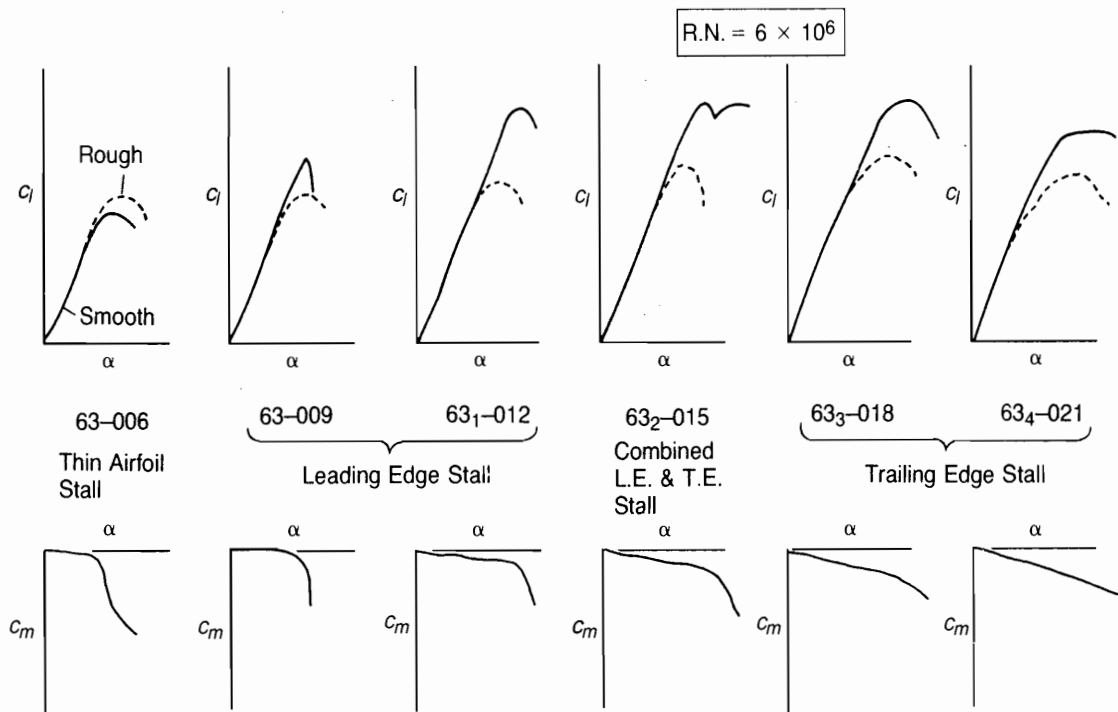 R.N. = 6 × 10⁶
Rough
Smooth
c_l
c_l
c_l
c_l
c_l
c_l
α
α
α
α
α
α
63–006
63–009
63₁–012
63₂–015
63₃–018
63₄–021
Thin Airfoil
Stall
Leading Edge Stall
Combined
L.E. & T.E.
Stall
Trailing Edge Stall
α
α
α
α
α
α
c_m
c_m
c_m
c_m
c_m
c_m